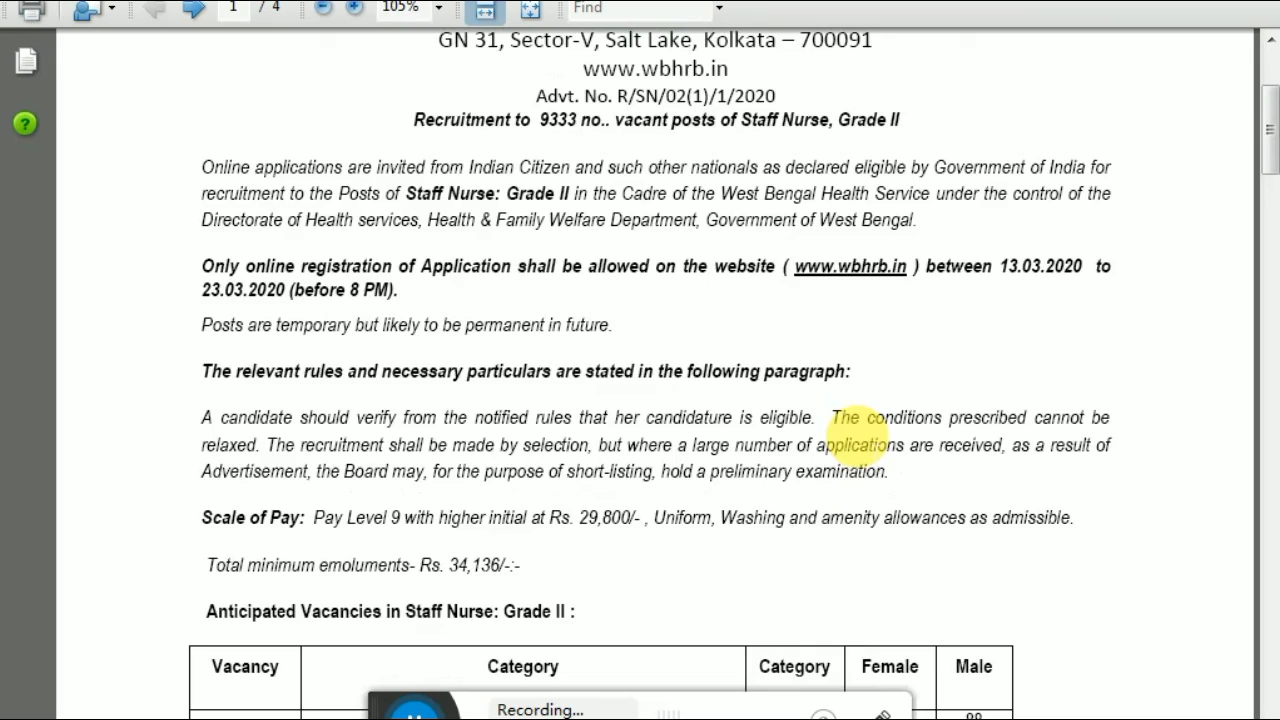 1 / 4 105% Find
GN 31, Sector-V, Salt Lake, Kolkata – 700091
www.wbhrb.in
Advt. No. R/SN/02(1)/1/2020
Recruitment to 9333 no.. vacant posts of Staff Nurse, Grade II
Online applications are invited from Indian Citizen and such other nationals as declared eligible by Government of India for
recruitment to the Posts of Staff Nurse: Grade II in the Cadre of the West Bengal Health Service under the control of the
Directorate of Health services, Health & Family Welfare Department, Government of West Bengal.
Only online registration of Application shall be allowed on the website ( www.wbhrb.in ) between 13.03.2020 to
23.03.2020 (before 8 PM).
Posts are temporary but likely to be permanent in future.
The relevant rules and necessary particulars are stated in the following paragraph:
A candidate should verify from the notified rules that her candidature is eligible. The conditions prescribed cannot be
relaxed. The recruitment shall be made by selection, but where a large number of applications are received, as a result of
Advertisement, the Board may, for the purpose of short-listing, hold a preliminary examination.
Scale of Pay: Pay Level 9 with higher initial at Rs. 29,800/- , Uniform, Washing and amenity allowances as admissible.
Total minimum emoluments- Rs. 34,136/-:-
Anticipated Vacancies in Staff Nurse: Grade II :
Vacancy Category Category Female Male
Recording...